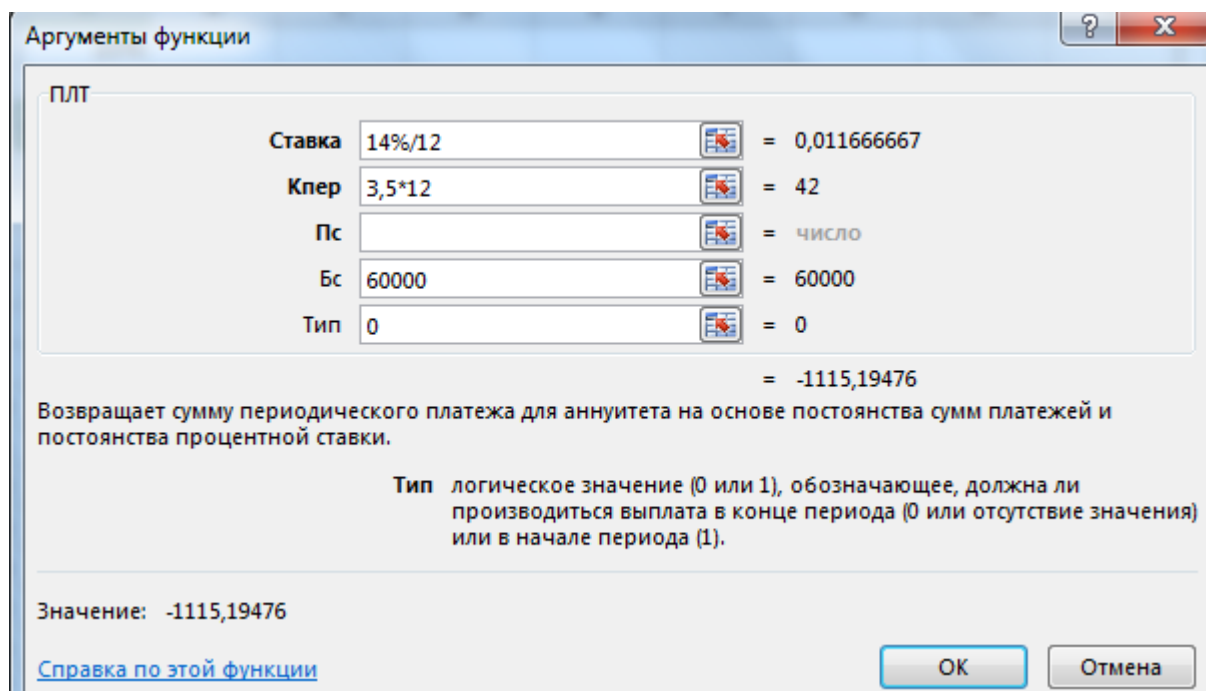 Аргументы функции
?
ПЛТ
Ставка 14%/12 = 0,011666667
Кпер 3,5*12 = 42
Пс = число
Бс 60000 = 60000
Тип 0 = 0
= -1115,19476
Возвращает сумму периодического платежа для аннуитета на основе постоянства сумм платежей и
постоянства процентной ставки.
Тип логическое значение (0 или 1), обозначающее, должна ли
производиться выплата в конце периода (0 или отсутствие значения)
или в начале периода (1).
Значение: -1115,19476
Справка по этой функции
ОК
Отмена